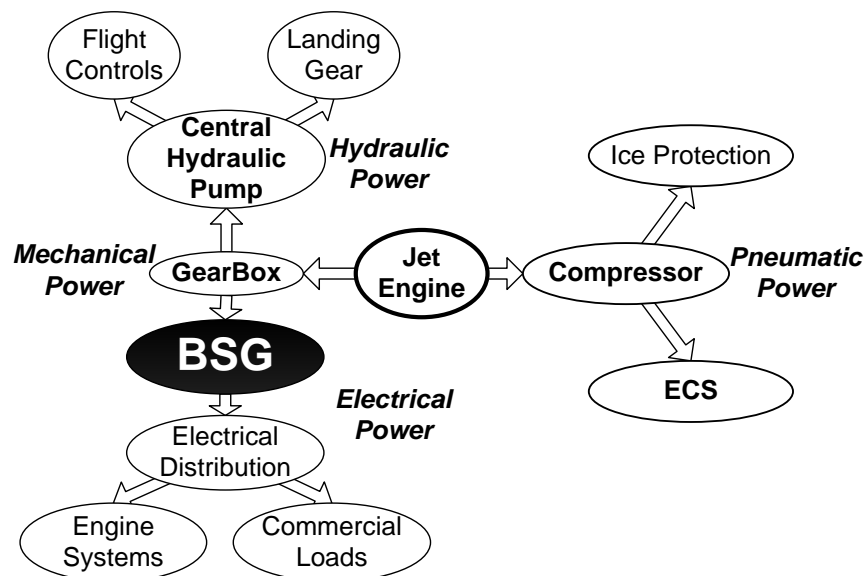 Flight
Controls
Landing
Gear
Central
Hydraulic
Pump
Hydraulic
Power
Ice Protection
Mechanical
Power
GearBox
Jet
Engine
Compressor
Pneumatic
Power
BSG
ECS
Electrical
Power
Electrical
Distribution
Engine
Systems
Commercial
Loads